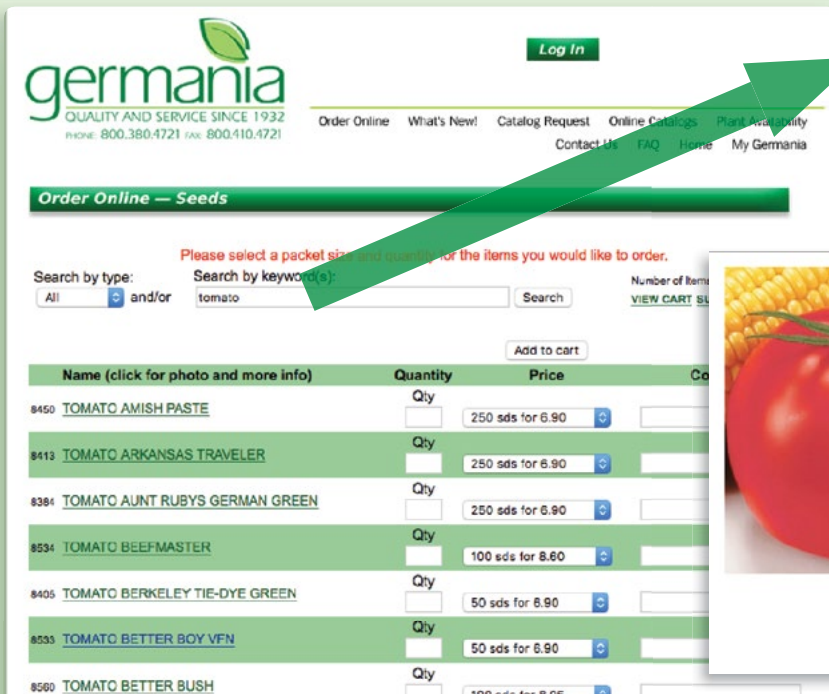 germania
QUALITY AND SERVICE SINCE 1932
PHONE: 800.380.4721 FAX: 800.410.4721
Log In
Order Online What's New! Catalog Request Online Catalogs Plant Availability
Contact Us FAQ Home My Germania
Order Online — Seeds
Please select a packet size and quantity for the items you would like to order.
Search by type: Search by keyword(s):
All and/or tomato Search
Number of Items
VIEW CART SU
Add to cart
Name (click for photo and more info) Quantity Price Co
Qty
8450 TOMATO AMISH PASTE 250 sds for 6.90
Qty
8413 TOMATO ARKANSAS TRAVELER 250 sds for 6.90
Qty
8384 TOMATO AUNT RUBYS GERMAN GREEN 250 sds for 6.90
Qty
8534 TOMATO BEEFMASTER 100 sds for 8.60
Qty
8405 TOMATO BERKELEY TIE-DYE GREEN 50 sds for 6.90
Qty
8533 TOMATO BETTER BOY VFN 50 sds for 6.90
Qty
8560 TOMATO BETTER BUSH